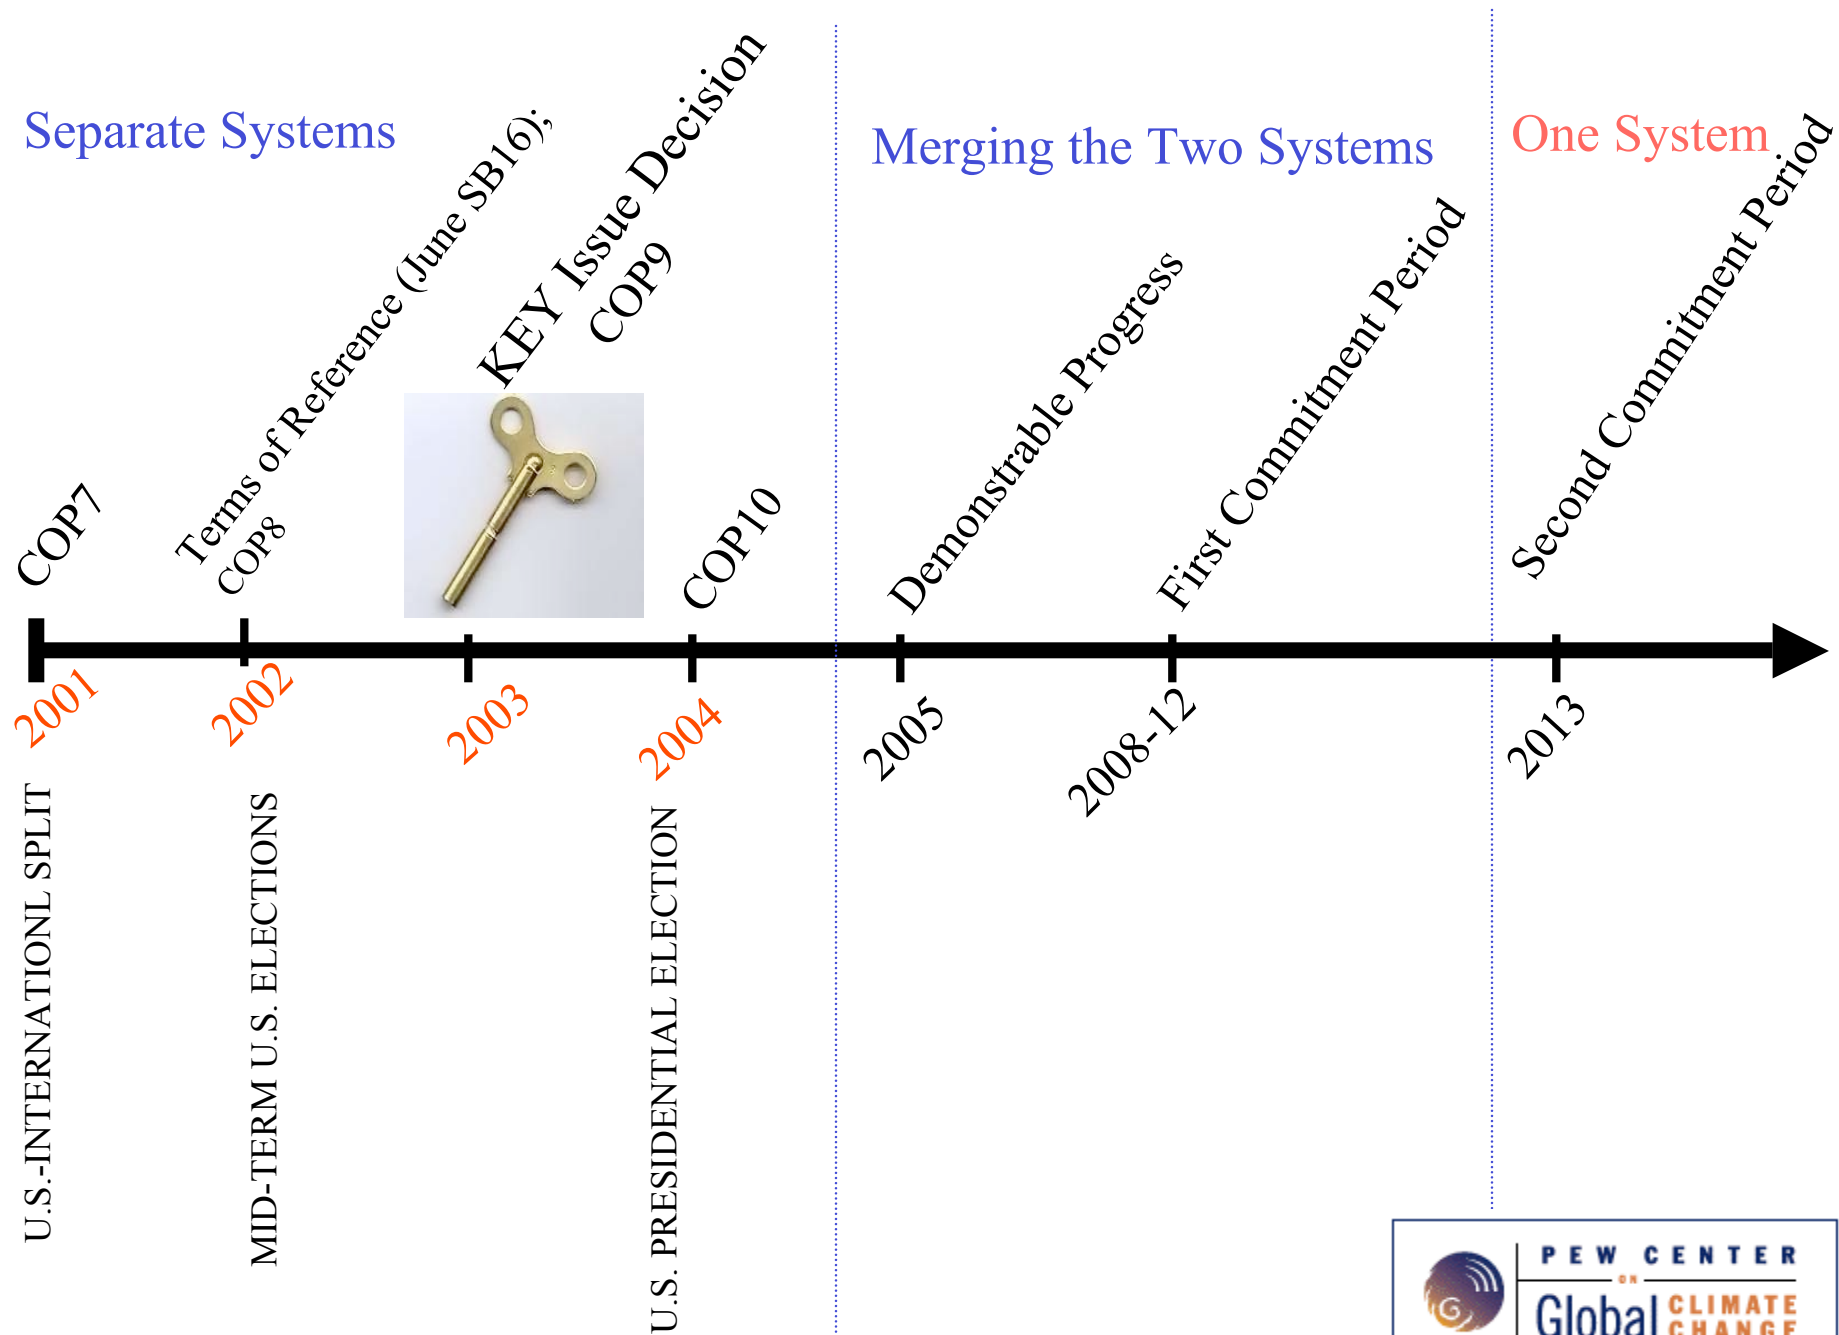 Separate Systems
Merging the Two Systems
One System
COP7
Terms of Reference (June SB16);
COP8
KEY Issue Decision
COP9
COP10
Demonstrable Progress
First Commitment Period
Second Commitment Period
2001
2002
2003
2004
2005
2008-12
2013
U.S.-INTERNATIONL SPLIT
MID-TERM U.S. ELECTIONS
U.S. PRESIDENTIAL ELECTION
PEW CENTER
ON
Global CLIMATE
CHANGE